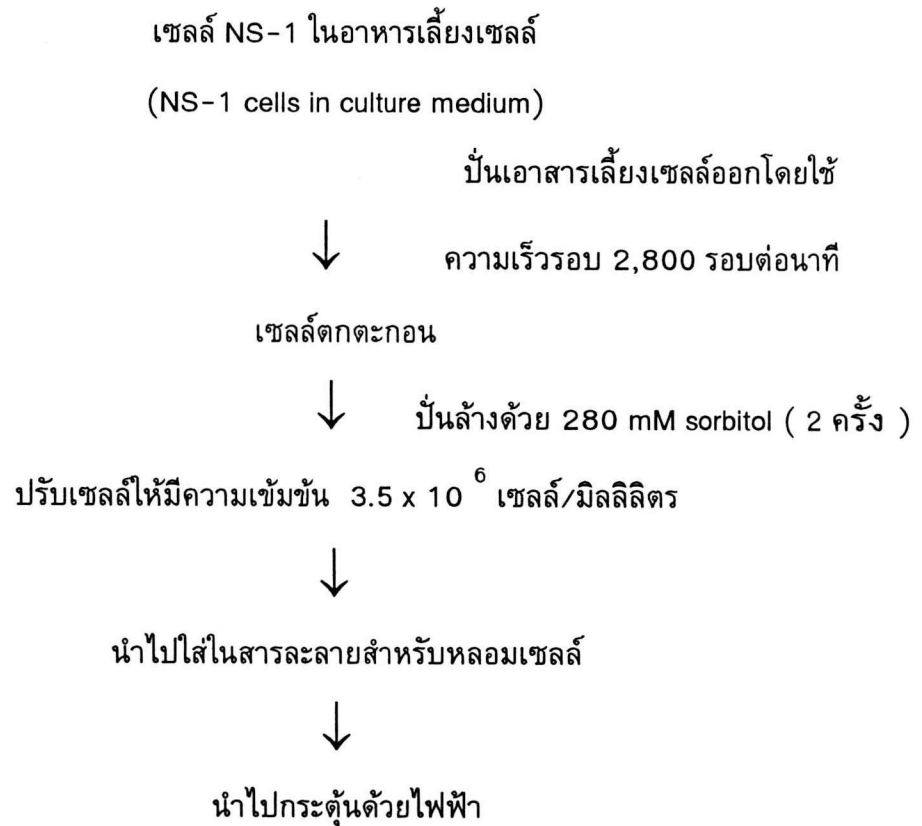 เซลล์ NS-1 ในอาหารเลี้ยงเซลล์
(NS-1 cells in culture medium)
ปั่นเอาสารเลี้ยงเซลล์ออกโดยใช้
↓ ความเร็วรอบ 2,800 รอบต่อนาที
เซลล์ตกตะกอน
↓ ปั่นล้างด้วย 280 mM sorbitol ( 2 ครั้ง )
ปรับเซลล์ให้มีความเข้มข้น 3.5 x 10 ⁶ เซลล์/มิลลิลิตร
↓
นำไปใส่ในสารละลายสำหรับหลอมเซลล์
↓
นำไปกระตุ้นด้วยไฟฟ้า